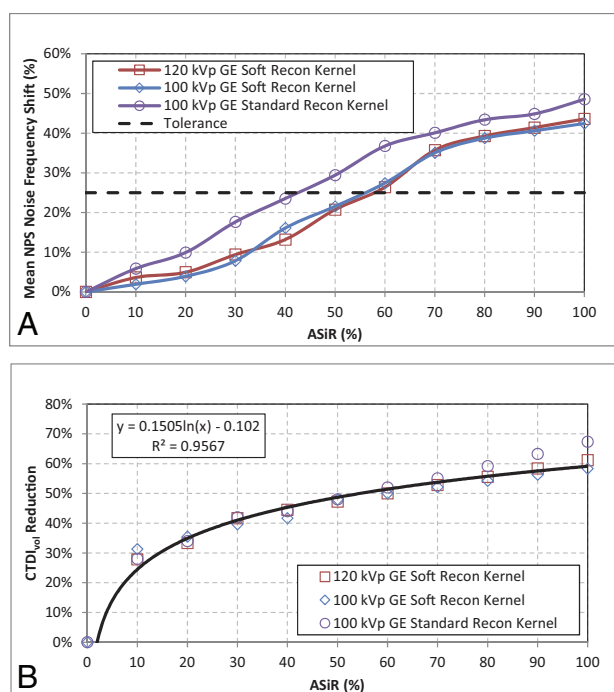 60%
50%
40%
30%
20%
10%
0%
Mean NPS Noise Frequency Shift (%)
120 kVp GE Soft Recon Kernel
100 kVp GE Soft Recon Kernel
100 kVp GE Standard Recon Kernel
Tolerance
0 10 20 30 40 50 60 70 80 90 100
ASiR (%)
A
80%
70%
60%
50%
40%
30%
20%
10%
0%
CTDIvol Reduction
y = 0.1505ln(x) - 0.102
R² = 0.9567
120 kVp GE Soft Recon Kernel
100 kVp GE Soft Recon Kernel
100 kVp GE Standard Recon Kernel
0 10 20 30 40 50 60 70 80 90 100
ASiR (%)
B